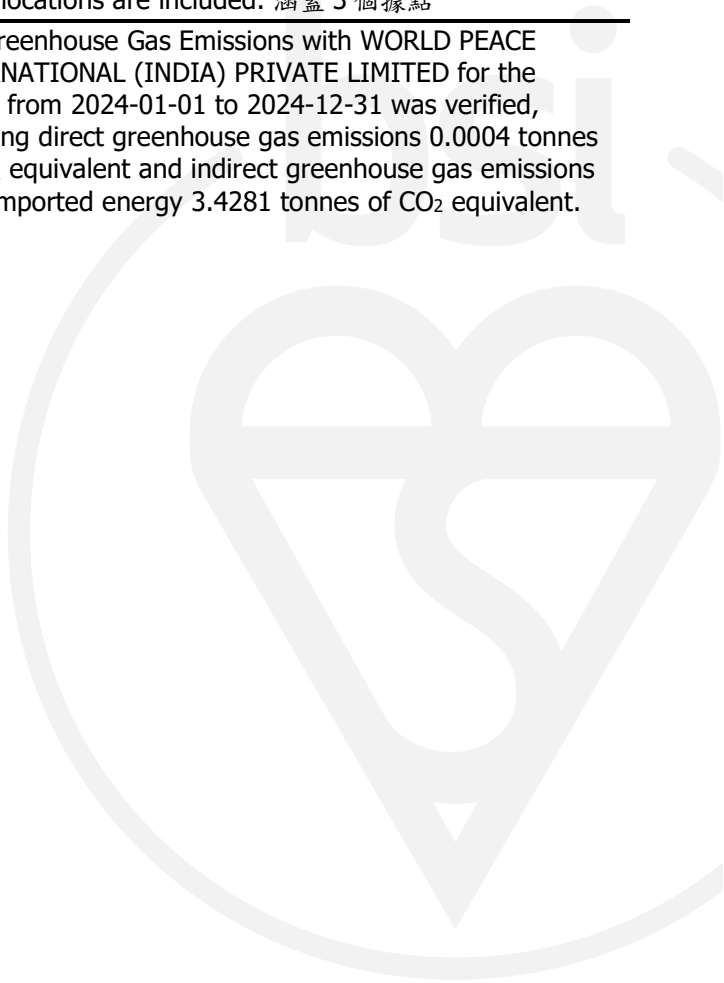 locations are included. 涵蓋 3 個據點
reenhouse Gas Emissions with WORLD PEACE
RNATIONAL (INDIA) PRIVATE LIMITED for the
from 2024-01-01 to 2024-12-31 was verified,
ng direct greenhouse gas emissions 0.0004 tonnes
equivalent and indirect greenhouse gas emissions
mported energy 3.4281 tonnes of CO₂ equivalent.
bsi